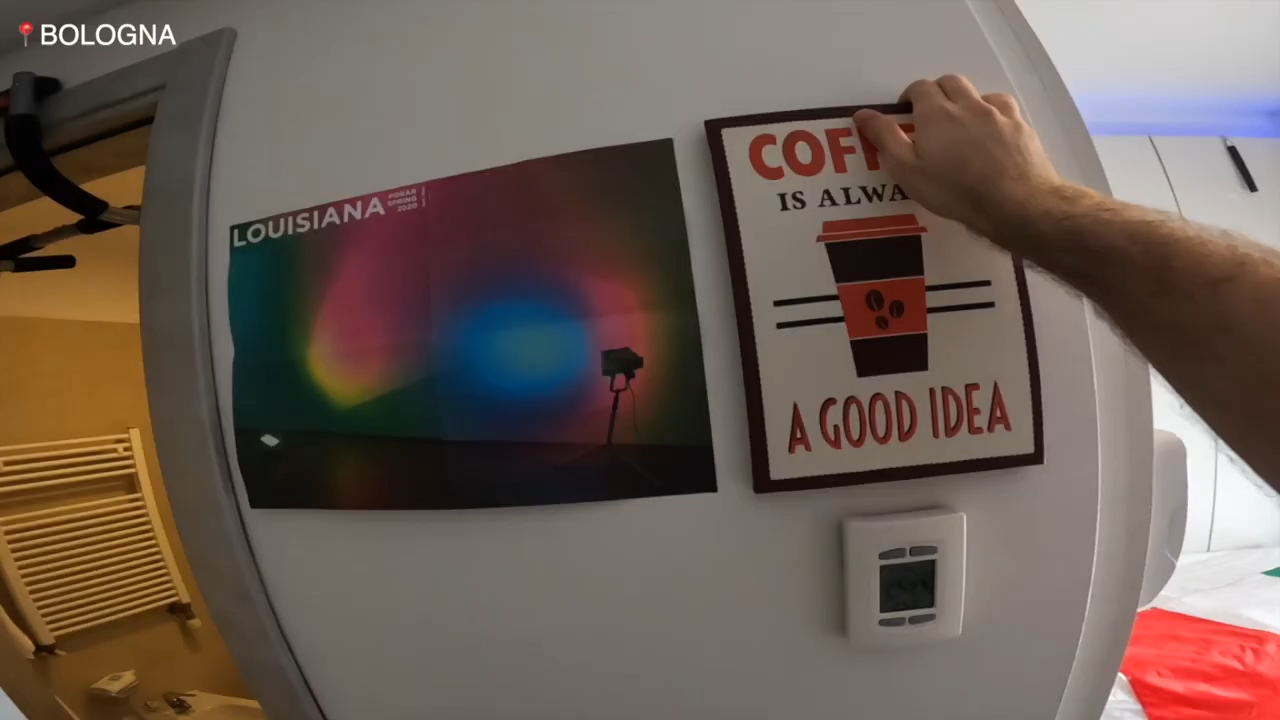 BOLOGNA
LOUISIANA
FORÅR
SPRING
2020
COFF
IS ALWA
A GOOD IDEA